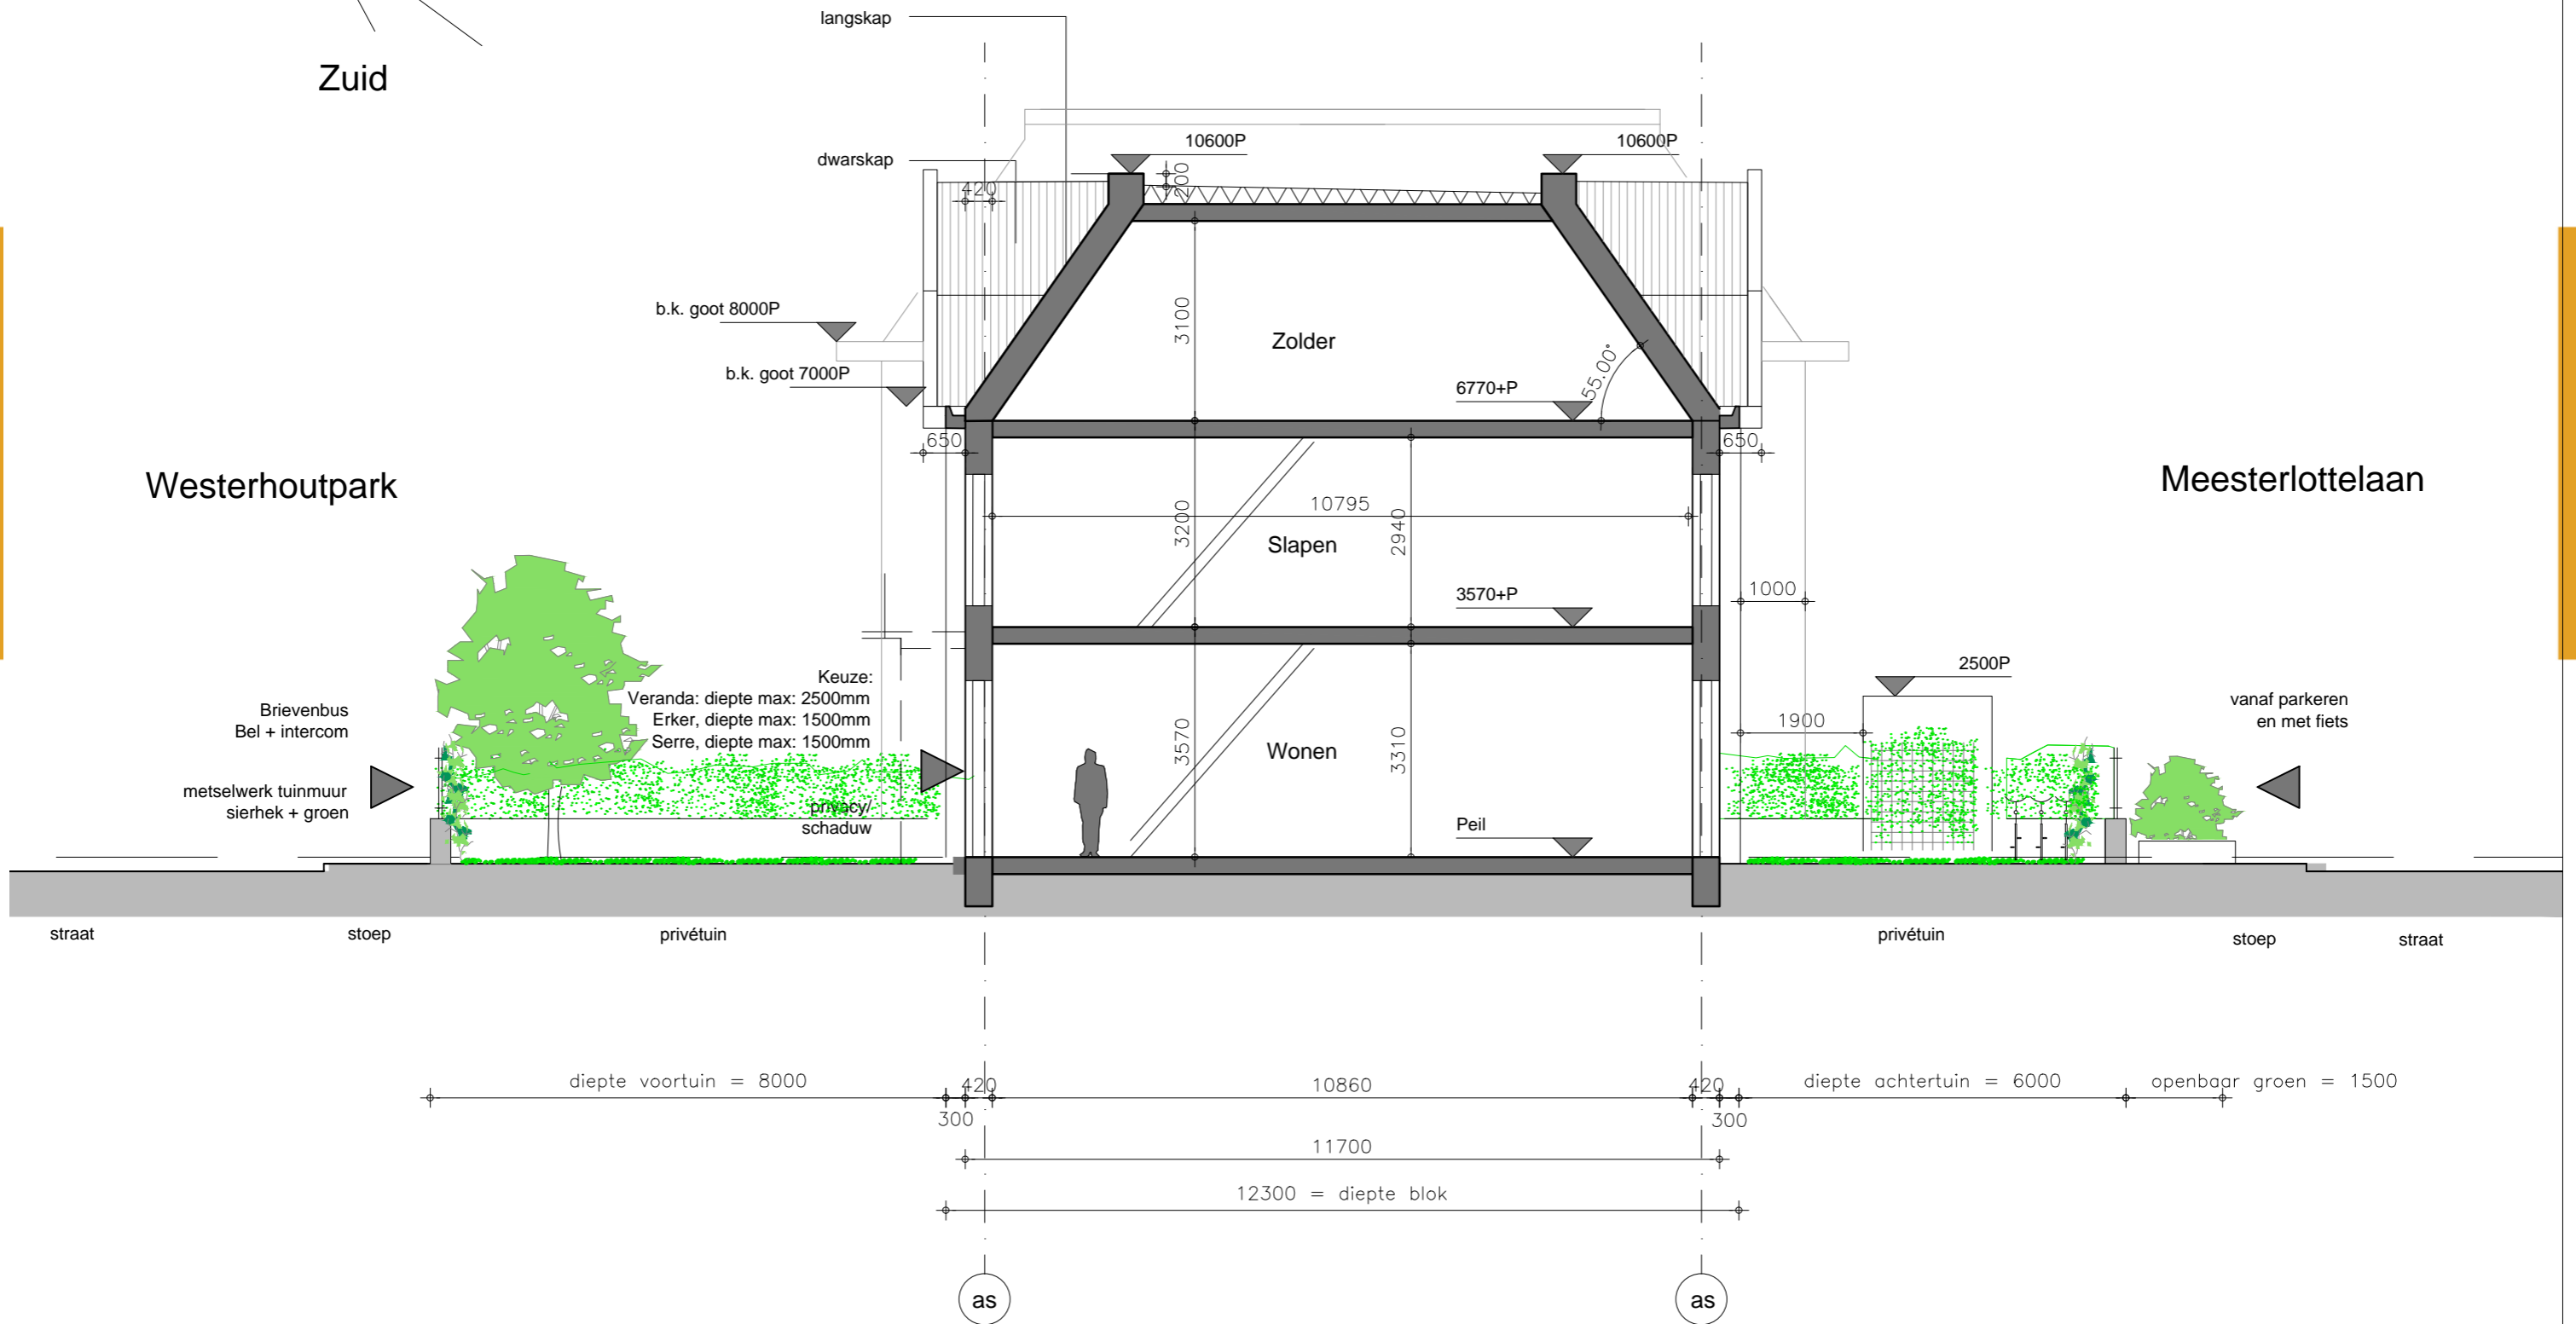 langskap
Zuid
10600P
10600P
dwarskap
200
420
b.k. goot 8000P
3100
Zolder
55.00°
b.k. goot 7000P
6770+P
650
650
Westerhoutpark
Meesterlottelaan
10795
3200
2940
Slapen
3570+P
1000
2500P
Keuze:
Veranda: diepte max: 2500mm
Erker, diepte max: 1500mm
Serre, diepte max: 1500mm
Brievenbus
Bel + intercom
vanaf parkeren
en met fiets
1900
3570
Wonen
3310
metselwerk tuinmuur
sierhek + groen
privacy/
schaduw
Peil
straat
stoep
privétuin
privétuin
stoep
straat
diepte voortuin = 8000
420
10860
420
diepte achtertuin = 6000
openbaar groen = 1500
300
300
11700
12300 = diepte blok
as
as